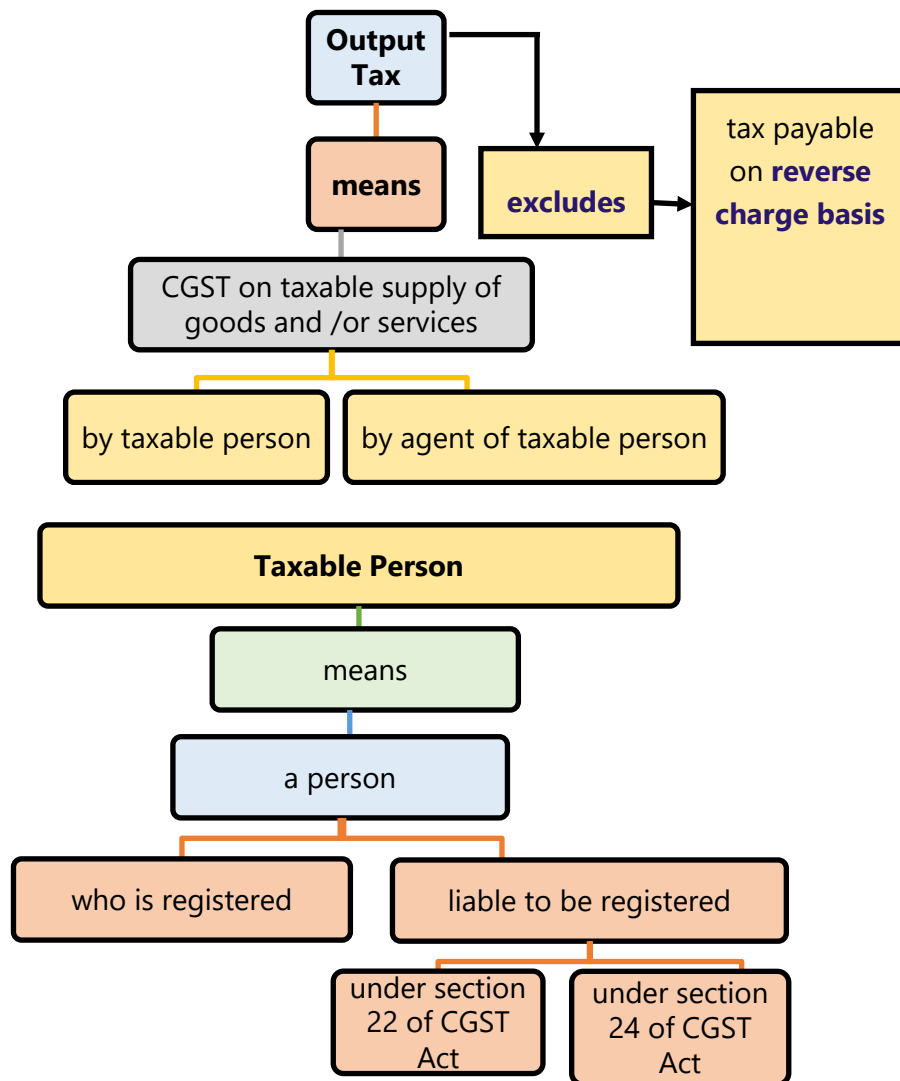 Output
Tax
means
excludes
tax payable
on reverse
charge basis
CGST on taxable supply of
goods and /or services
by taxable person
by agent of taxable person
Taxable Person
means
a person
who is registered
liable to be registered
under section
22 of CGST
Act
under section
24 of CGST
Act